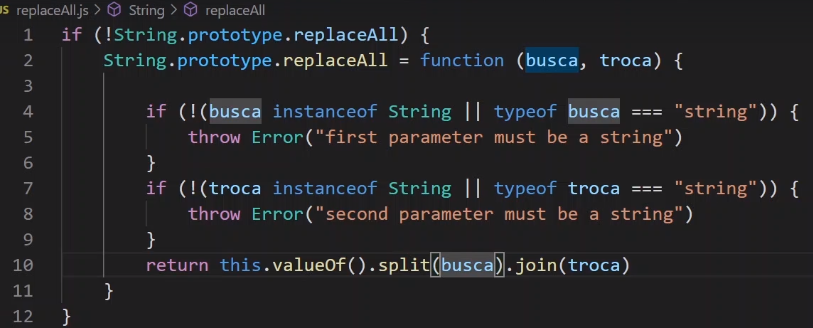 JS replaceAll.js > String > replaceAll
1 if (!String.prototype.replaceAll) {
2 String.prototype.replaceAll = function (busca, troca) {
3
4 if (!(busca instanceof String || typeof busca === "string")) {
5 throw Error("first parameter must be a string")
6 }
7 if (!(troca instanceof String || typeof troca === "string")) {
8 throw Error("second parameter must be a string")
9 }
10 return this.valueOf().split(busca).join(troca)
11 }
12 }